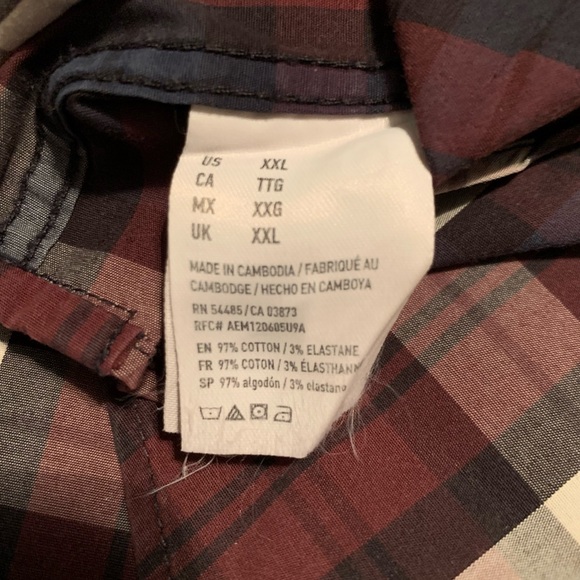 US XXL
CA TTG
MX XXG
UK XXL
MADE IN CAMBODIA / FABRIQUÉ AU
CAMBODGE / HECHO EN CAMBOYA
RN 54485 / CA 03873
RFC# AEM120605U9A
EN 97% COTTON / 3% ELASTANE
FR 97% COTON / 3% ÉLASTHANN
SP 97% algodón / 3% elastano